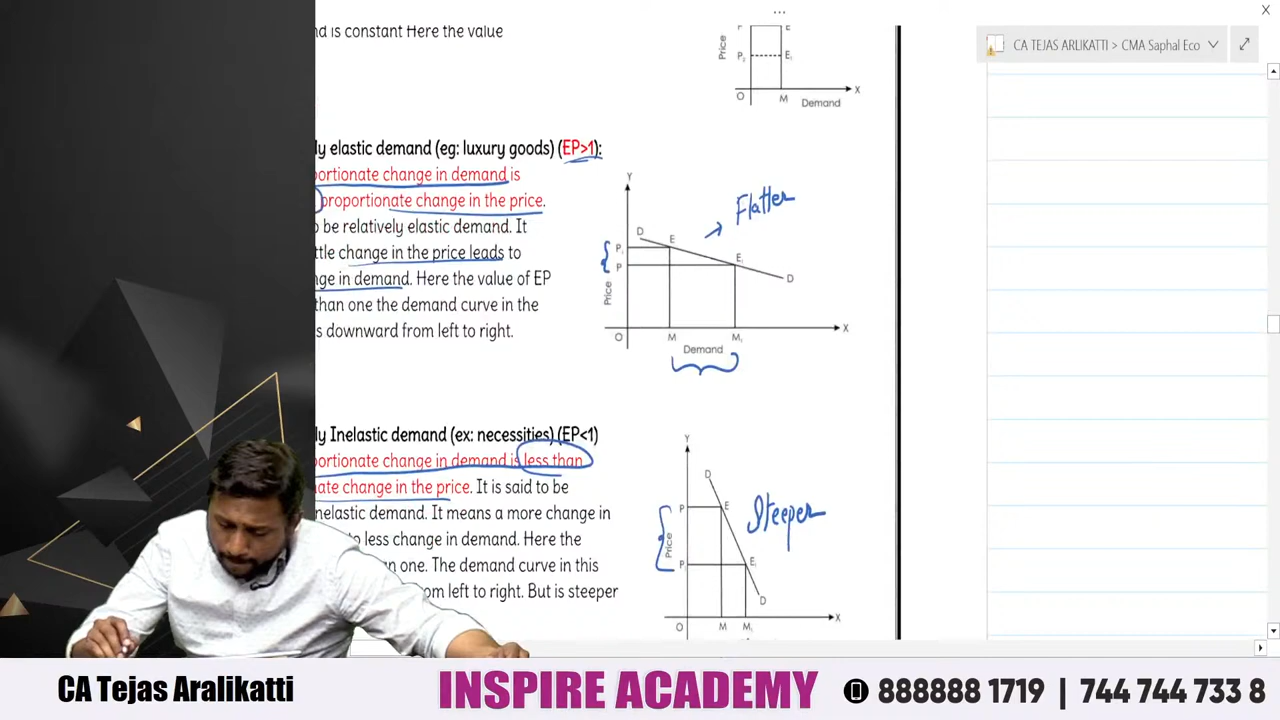 CA TEJAS ARLIKATTI > CMA Saphal Eco
is constant Here the value
Price
P₂
E₂
O
M
X
Demand
ly elastic demand (eg: luxury goods) (EP>1):
portionate change in demand is
proportionate change in the price.
o be relatively elastic demand. It
ttle change in the price leads to
nge in demand. Here the value of EP
than one the demand curve in the
s downward from left to right.
Y
Flatter
D
E
P₁
E₁
P
D
Price
O
M
M₁
X
Demand
ly Inelastic demand (ex: necessities) (EP<1)
portionate change in demand is less than
nate change in the price. It is said to be
inelastic demand. It means a more change in
to less change in demand. Here the
an one. The demand curve in this
om left to right. But is steeper
Y
D
P
E
Steeper
Price
P₁
E₁
D
O
M
M₁
X
CA Tejas Aralikatti
INSPIRE ACADEMY
888888 1719 | 744 744 733 8